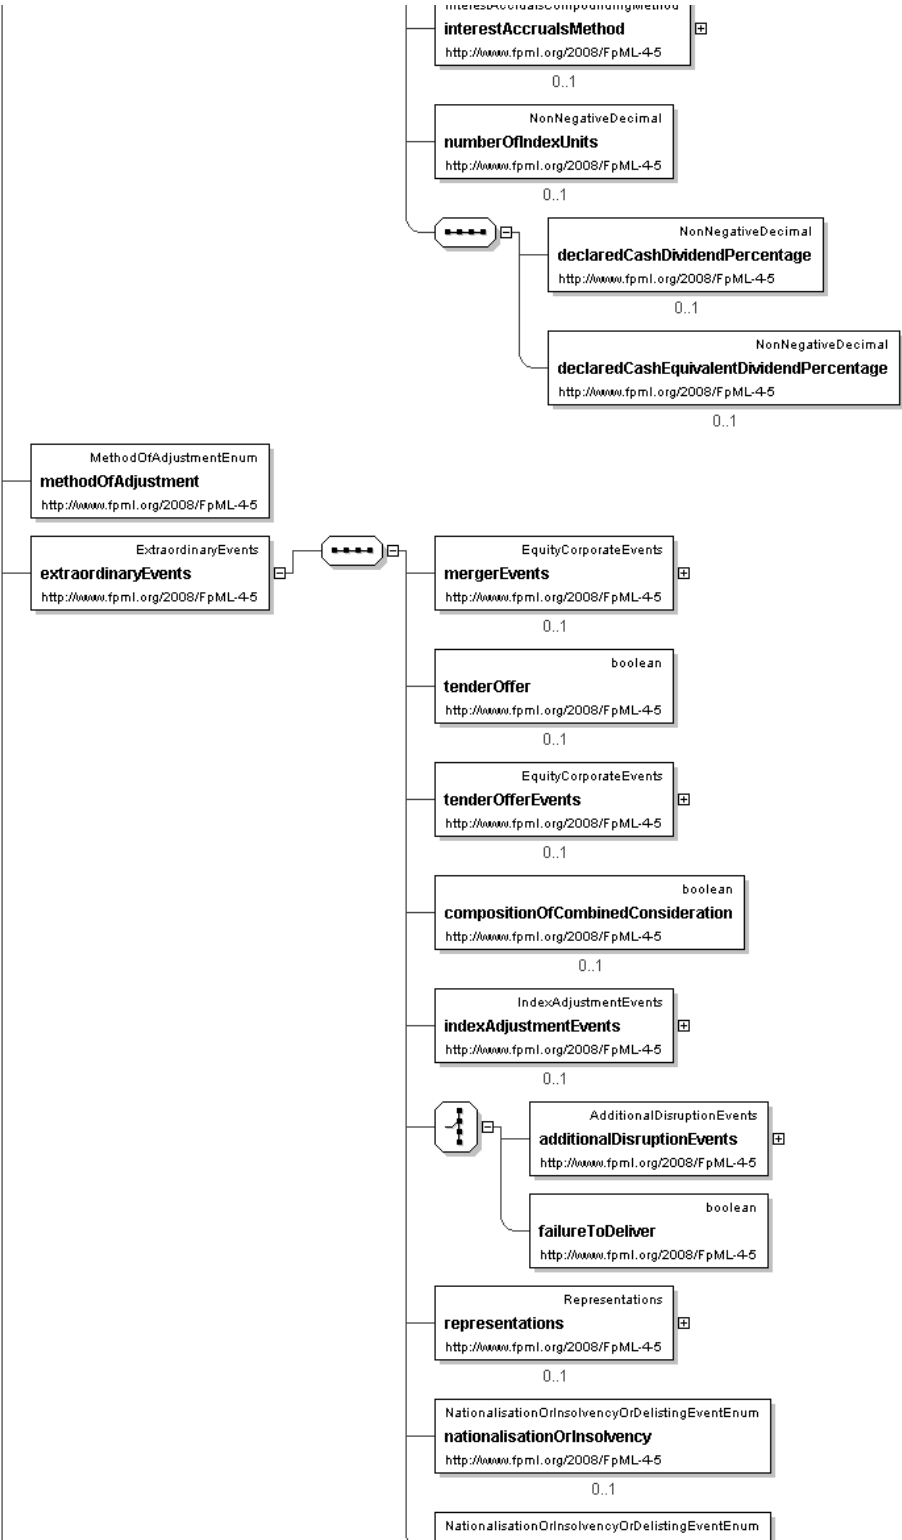 InterestAccrualsCompoundingMethod
interestAccrualsMethod
http://www.fpml.org/2008/FpML-4-5
0..1
NonNegativeDecimal
numberOfIndexUnits
http://www.fpml.org/2008/FpML-4-5
0..1
NonNegativeDecimal
declaredCashDividendPercentage
http://www.fpml.org/2008/FpML-4-5
0..1
NonNegativeDecimal
declaredCashEquivalentDividendPercentage
http://www.fpml.org/2008/FpML-4-5
0..1
MethodOfAdjustmentEnum
methodOfAdjustment
http://www.fpml.org/2008/FpML-4-5
ExtraordinaryEvents
extraordinaryEvents
http://www.fpml.org/2008/FpML-4-5
EquityCorporateEvents
mergerEvents
http://www.fpml.org/2008/FpML-4-5
0..1
boolean
tenderOffer
http://www.fpml.org/2008/FpML-4-5
0..1
EquityCorporateEvents
tenderOfferEvents
http://www.fpml.org/2008/FpML-4-5
0..1
boolean
compositionOfCombinedConsideration
http://www.fpml.org/2008/FpML-4-5
0..1
IndexAdjustmentEvents
indexAdjustmentEvents
http://www.fpml.org/2008/FpML-4-5
0..1
AdditionalDisruptionEvents
additionalDisruptionEvents
http://www.fpml.org/2008/FpML-4-5
boolean
failureToDeliver
http://www.fpml.org/2008/FpML-4-5
Representations
representations
http://www.fpml.org/2008/FpML-4-5
0..1
NationalisationOrInsolvencyOrDelistingEventEnum
nationalisationOrInsolvency
http://www.fpml.org/2008/FpML-4-5
0..1
NationalisationOrInsolvencyOrDelistingEventEnum